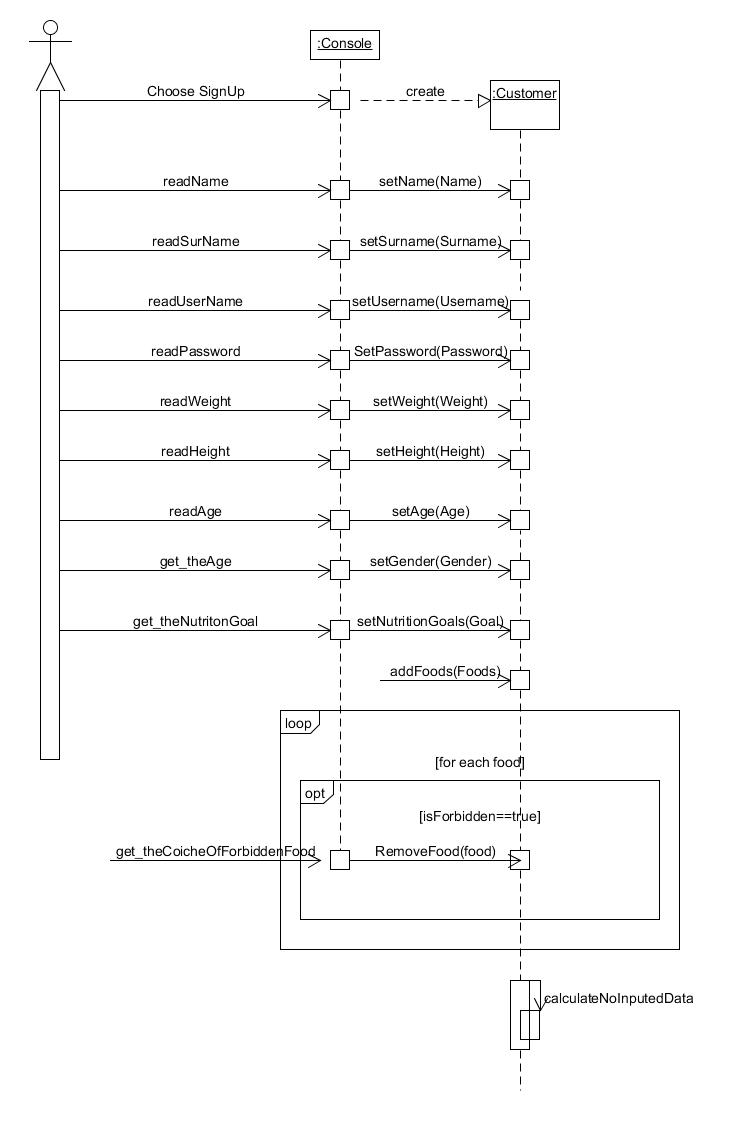 :Console
Choose SignUp
create
:Customer
readName
setName(Name)
readSurName
setSurname(Surname)
readUserName
setUsername(Username)
readPassword
SetPassword(Password)
readWeight
setWeight(Weight)
readHeight
setHeight(Height)
readAge
setAge(Age)
get_theAge
setGender(Gender)
get_theNutritonGoal
setNutritionGoals(Goal)
addFoods(Foods)
loop
[for each food]
opt
[isForbidden==true]
get_theCoicheOfForbiddenFood
RemoveFood(food)
calculateNoInputedData